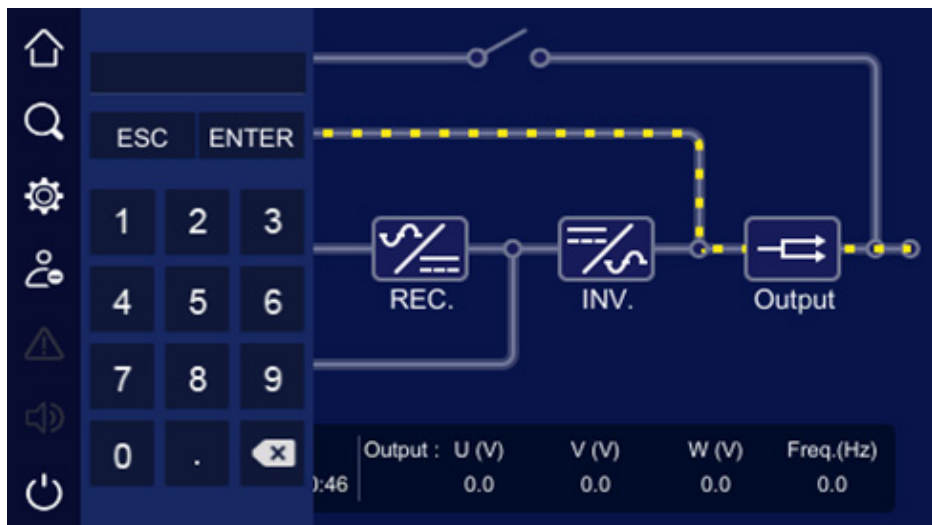 ESC ENTER
1 2 3
4 5 6
7 8 9
0 .
REC. INV. Output
Output : U (V) V (V) W (V) Freq.(Hz)
:46 0.0 0.0 0.0 0.0